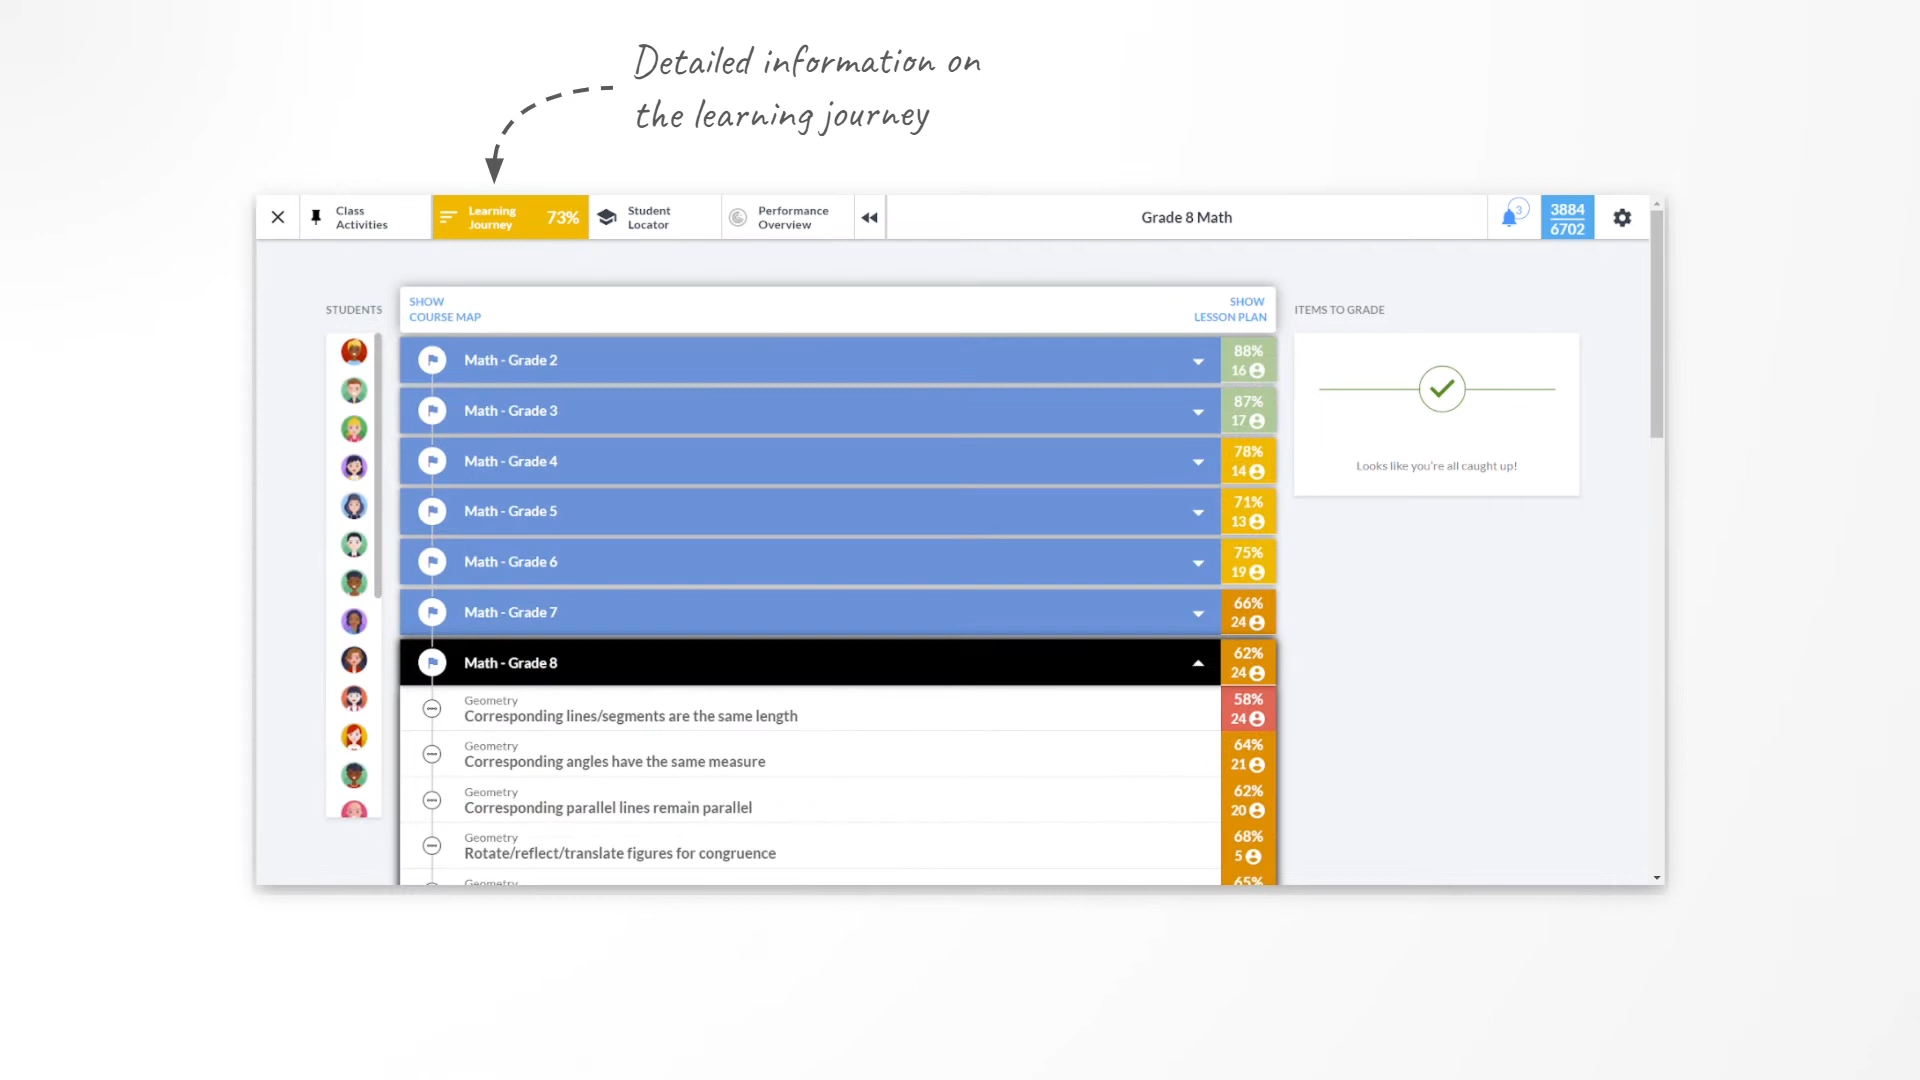 Detailed information on
the learning journey
Class
Activities
Learning
Journey
73%
Student
Locator
Performance
Overview
Grade 8 Math
3
3884
6702
STUDENTS
SHOW
COURSE MAP
SHOW
LESSON PLAN
ITEMS TO GRADE
Math - Grade 2
88%
16
Math - Grade 3
87%
17
Math - Grade 4
78%
14
Math - Grade 5
71%
13
Math - Grade 6
75%
19
Math - Grade 7
66%
24
Math - Grade 8
62%
24
Geometry
Corresponding lines/segments are the same length
58%
24
Geometry
Corresponding angles have the same measure
64%
21
Geometry
Corresponding parallel lines remain parallel
62%
20
Geometry
Rotate/reflect/translate figures for congruence
68%
5
Geometry
65%
Looks like you're all caught up!